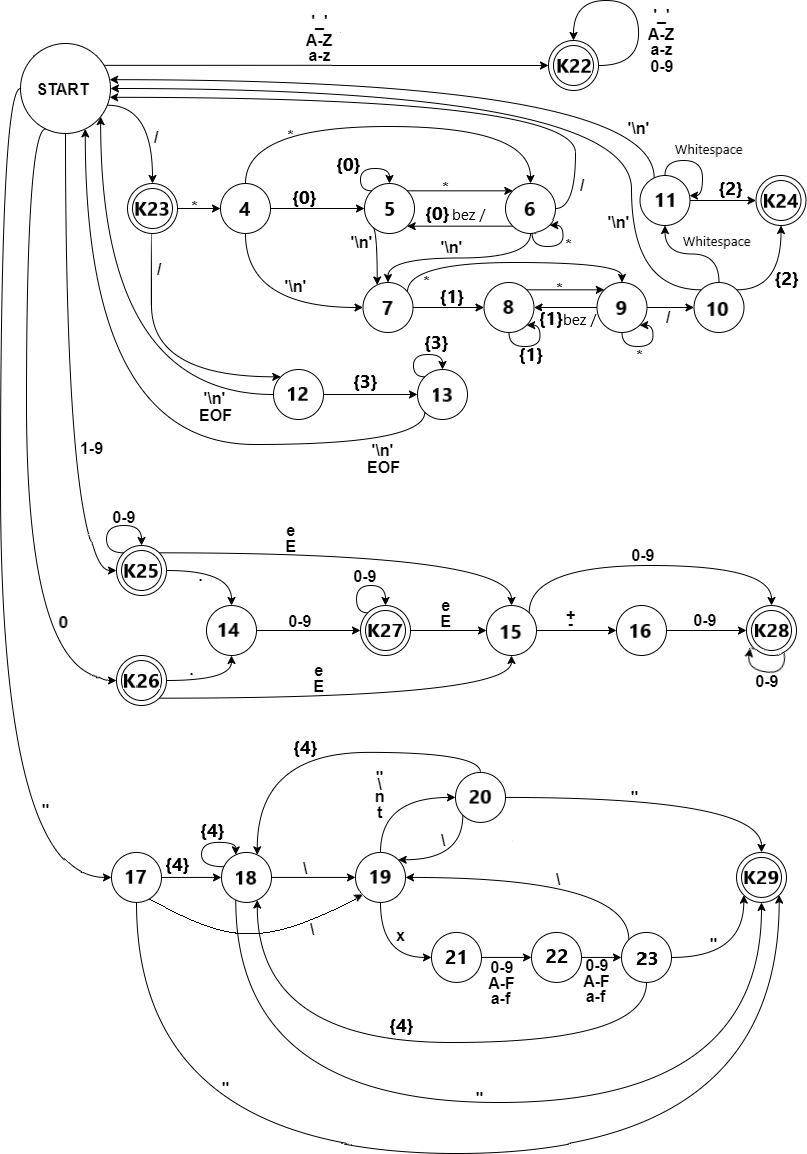 '_'
A-Z
a-z
'_'
A-Z
a-z
0-9
K22
START
'\n'
/
*
Whitespace
{0}
{2}
K23
*
4
{0}
5
*
6
/
11
K24
{0} bez /
*
'\n'
'\n'
'\n'
Whitespace
/
'\n'
*
{2}
7
{1}
8
*
9
/
10
{1} bez /
{1}
*
{3}
12
{3}
13
'\n'
EOF
'\n'
EOF
1-9
0-9
e
E
K25
.
0-9
0-9
0
14
0-9
K27
e
E
15
+
-
16
0-9
K28
K26
.
e
E
0-9
{4}
"
\
n
t
20
"
"
{4}
\
17
{4}
18
\
19
\
K29
\
x
21
0-9
A-F
a-f
22
0-9
A-F
a-f
23
"
{4}
"
"